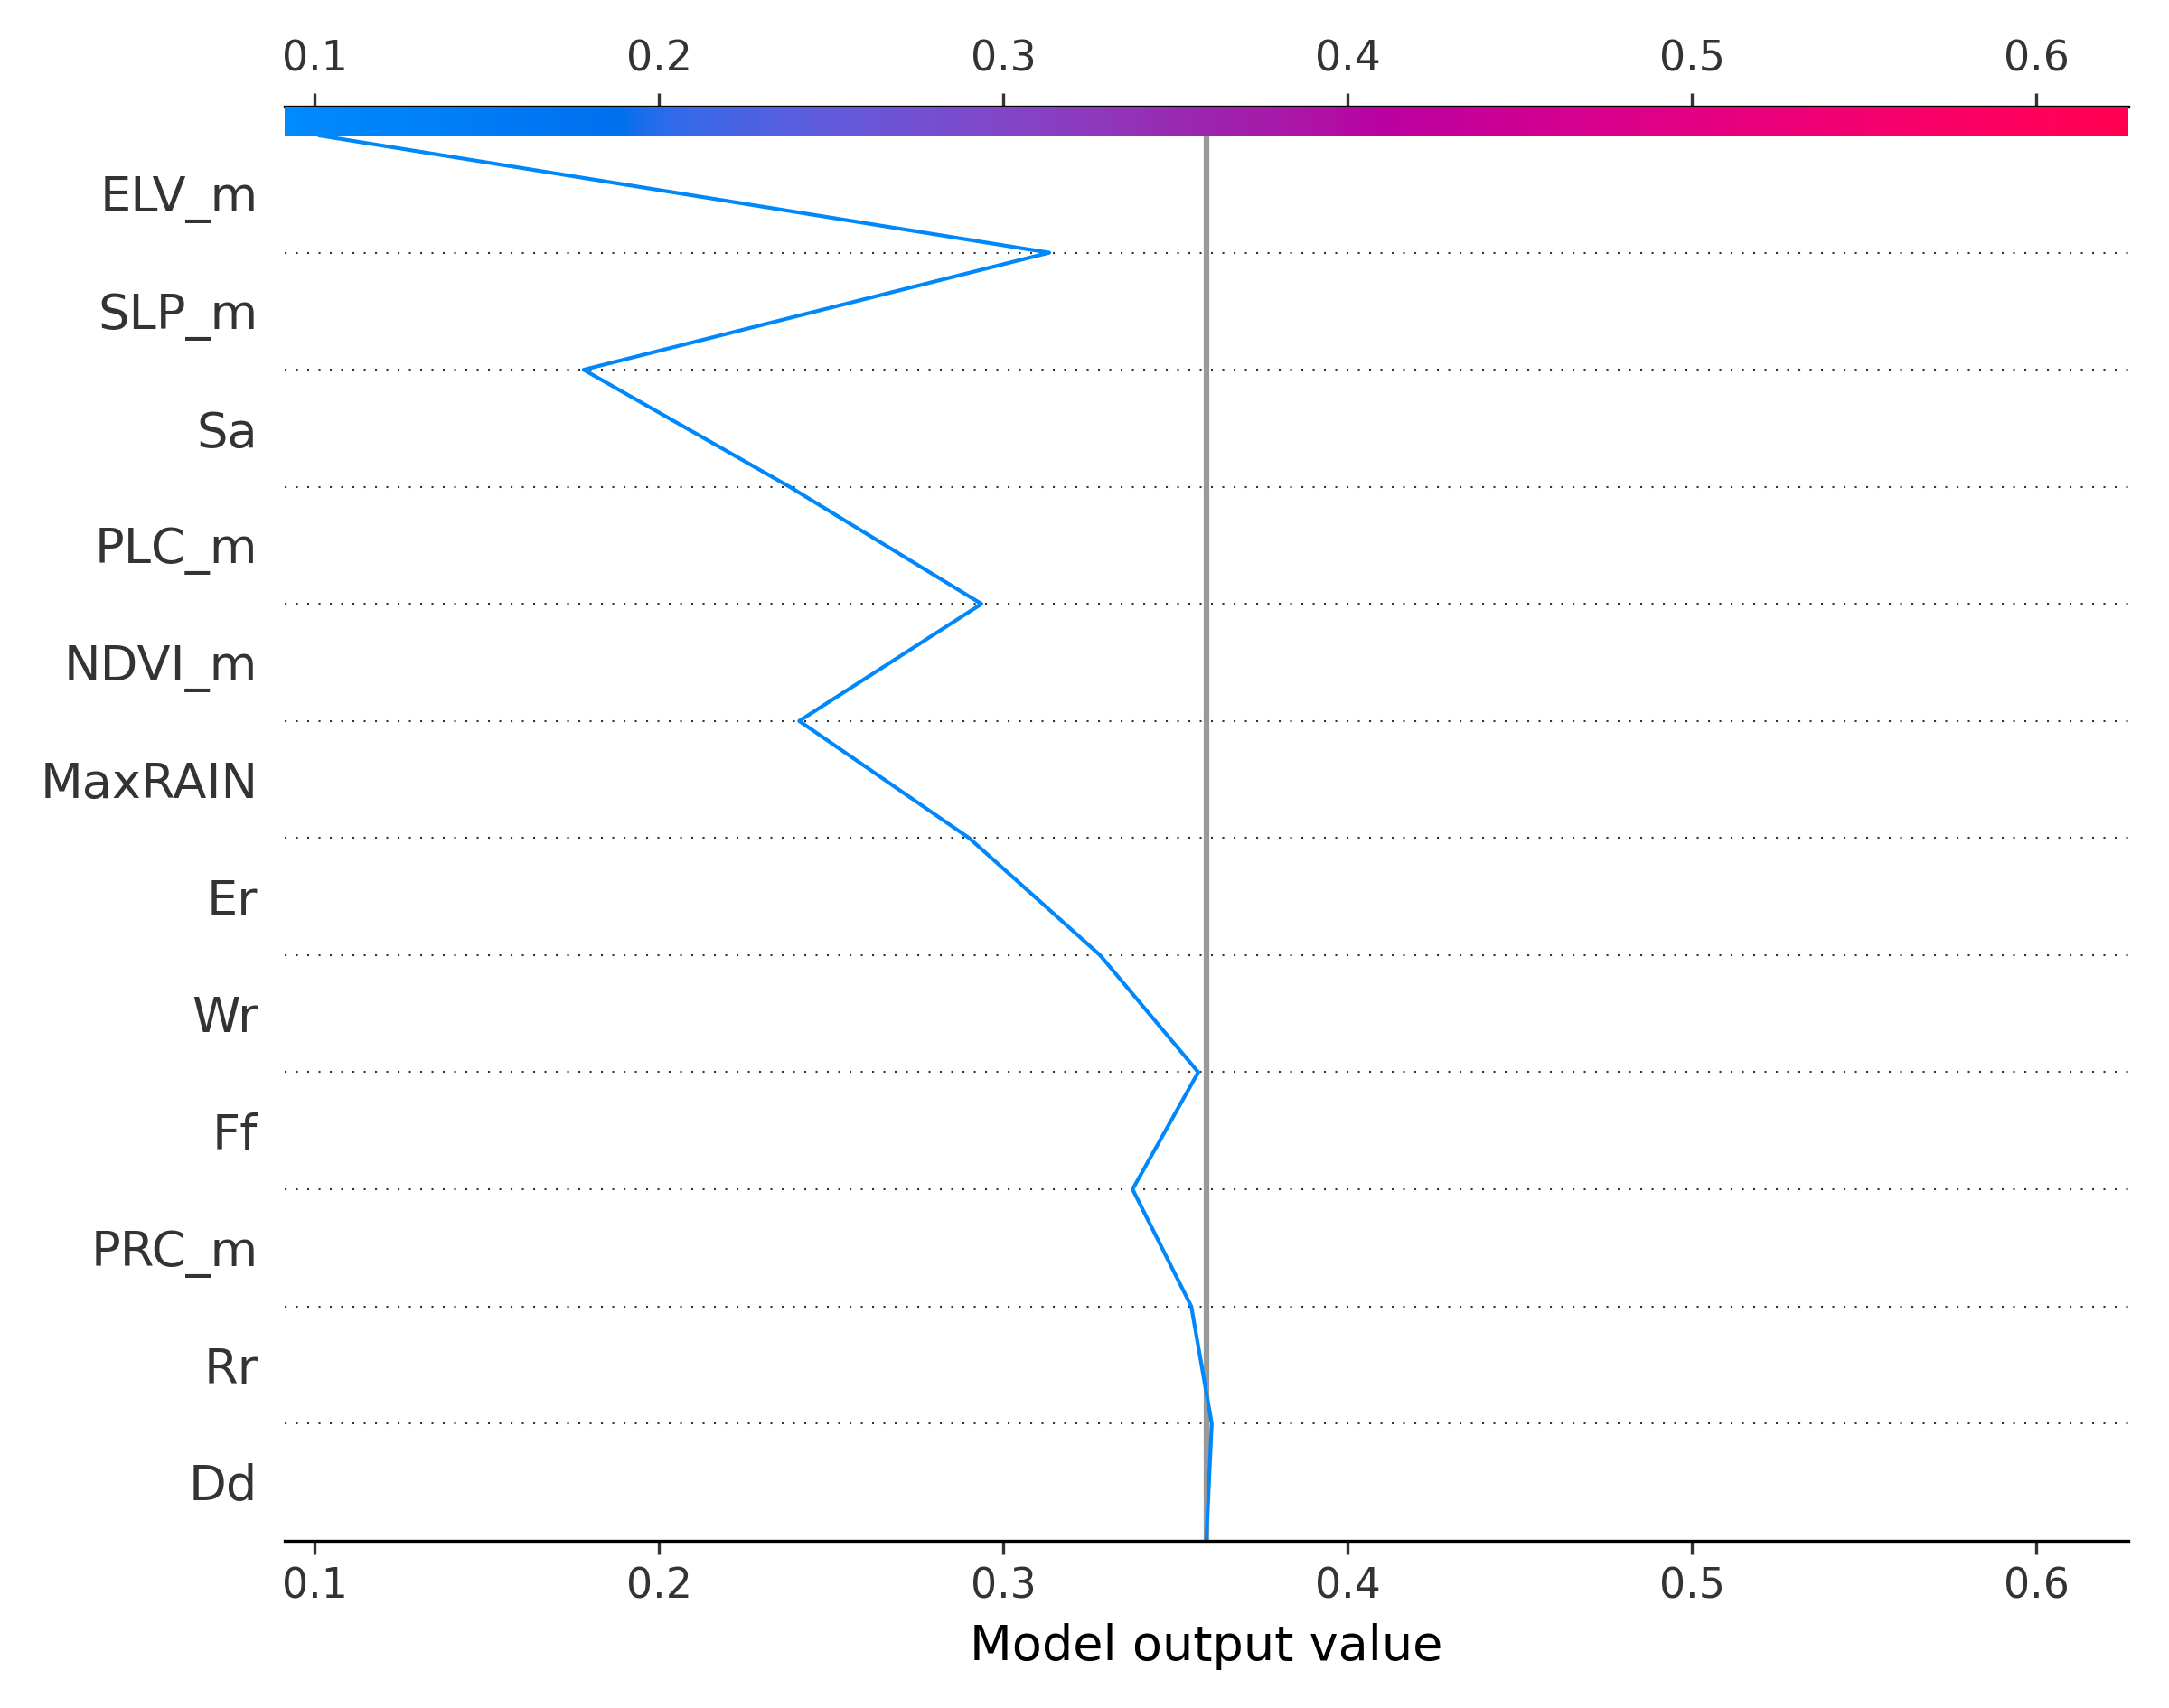 0.1 0.2 0.3 0.4 0.5 0.6
ELV_m
SLP_m
Sa
PLC_m
NDVI_m
MaxRAIN
Er
Wr
Ff
PRC_m
Rr
Dd
0.1 0.2 0.3 0.4 0.5 0.6
Model output value